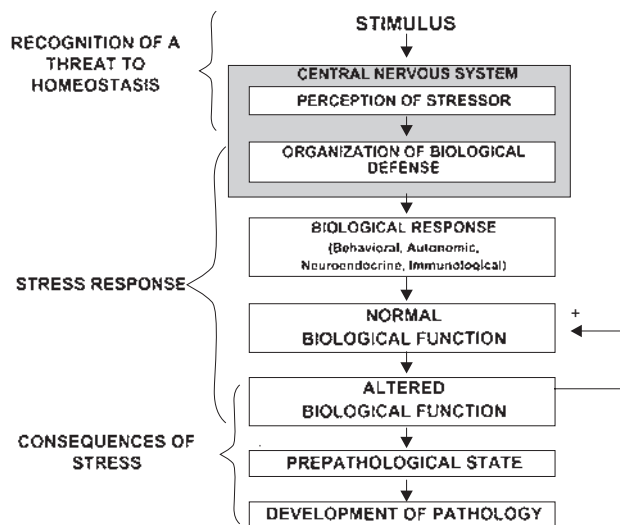 RECOGNITION OF A
THREAT TO
HOMEOSTASIS
STIMULUS
CENTRAL NERVOUS SYSTEM
PERCEPTION OF STRESSOR
ORGANIZATION OF BIOLOGICAL
DEFENSE
STRESS RESPONSE
BIOLOGICAL RESPONSE
(Behavioral, Autonomic,
Neuroendocrine, Immunological)
NORMAL
BIOLOGICAL FUNCTION
+
ALTERED
BIOLOGICAL FUNCTION
CONSEQUENCES OF
STRESS
PREPATHOLOGICAL STATE
DEVELOPMENT OF PATHOLOGY